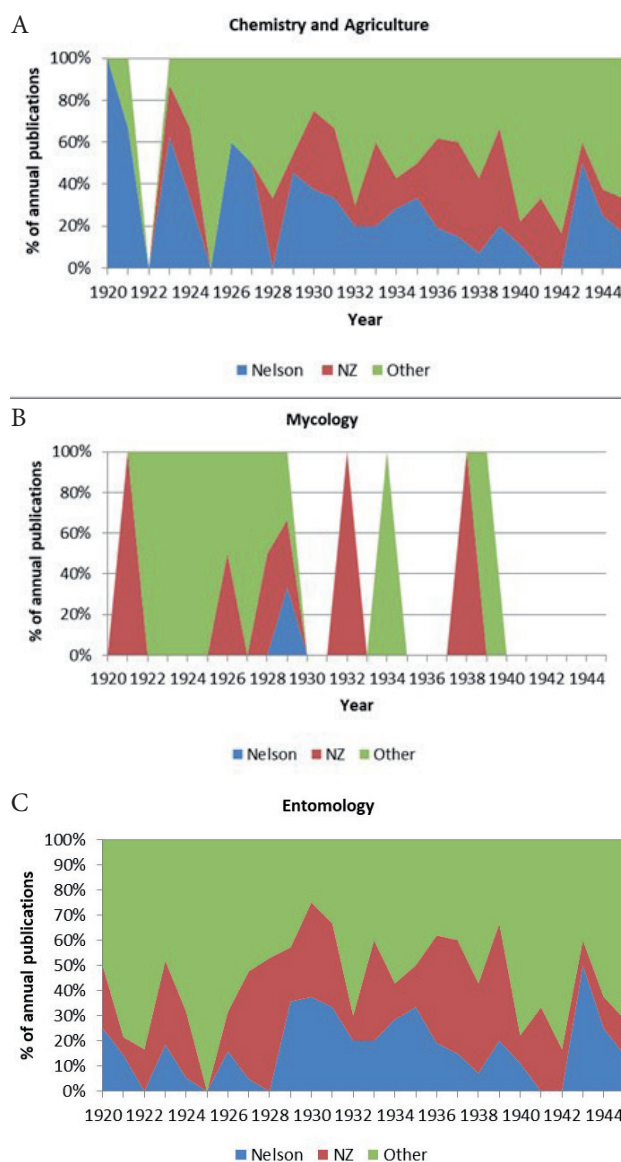 A
Chemistry and Agriculture
100%
80%
60%
40%
20%
0%
% of annual publications
1920 1922 1924 1926 1928 1930 1932 1934 1936 1938 1940 1942 1944
Year
Nelson NZ Other
B
Mycology
100%
80%
60%
40%
20%
0%
% of annual publications
1920 1922 1924 1926 1928 1930 1932 1934 1936 1938 1940 1942 1944
Year
Nelson NZ Other
C
Entomology
100%
90%
80%
70%
60%
50%
40%
30%
20%
10%
0%
% of annual publications
1920 1922 1924 1926 1928 1930 1932 1934 1936 1938 1940 1942 1944
Nelson NZ Other